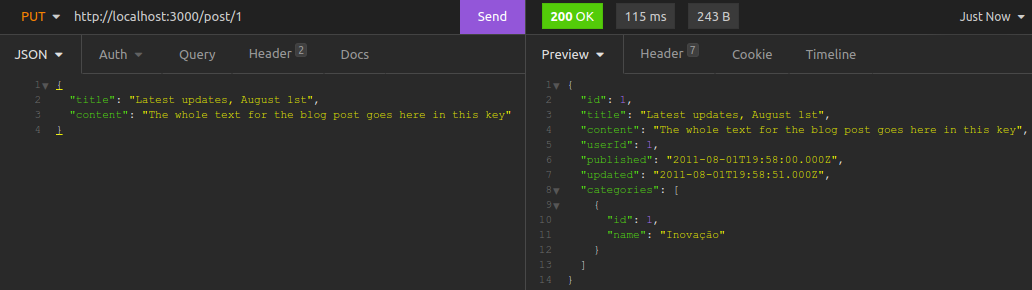 PUT http://localhost:3000/post/1 Send 200 OK 115 ms 243 B Just Now
JSON Auth Query Header 2 Docs Preview Header 7 Cookie Timeline
1 {
2 "title": "Latest updates, August 1st",
3 "content": "The whole text for the blog post goes here in this key"
4 }
1 {
2 "id": 1,
3 "title": "Latest updates, August 1st",
4 "content": "The whole text for the blog post goes here in this key",
5 "userId": 1,
6 "published": "2011-08-01T19:58:00.000Z",
7 "updated": "2011-08-01T19:58:51.000Z",
8 "categories": [
9 {
10 "id": 1,
11 "name": "Inovação"
12 }
13 ]
14 }